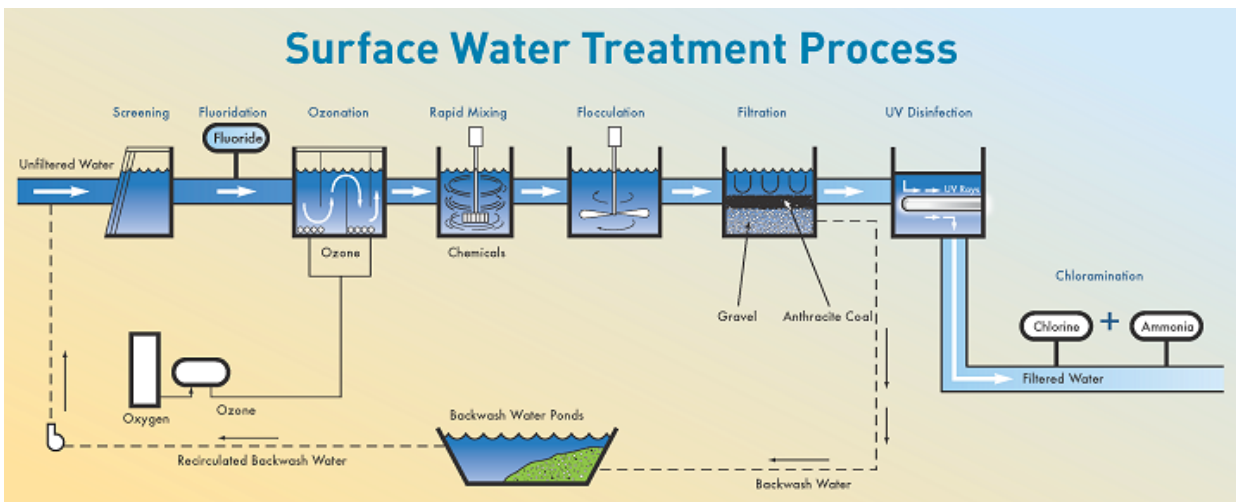 Surface Water Treatment Process
Screening
Fluoridation
Ozonation
Rapid Mixing
Flocculation
Filtration
UV Disinfection
Fluoride
Unfiltered Water
UV Rays
Ozone
Chemicals
Chloramination
Gravel
Anthracite Coal
Chlorine
+
Ammonia
Filtered Water
Oxygen
Ozone
Backwash Water Ponds
Recirculated Backwash Water
Backwash Water